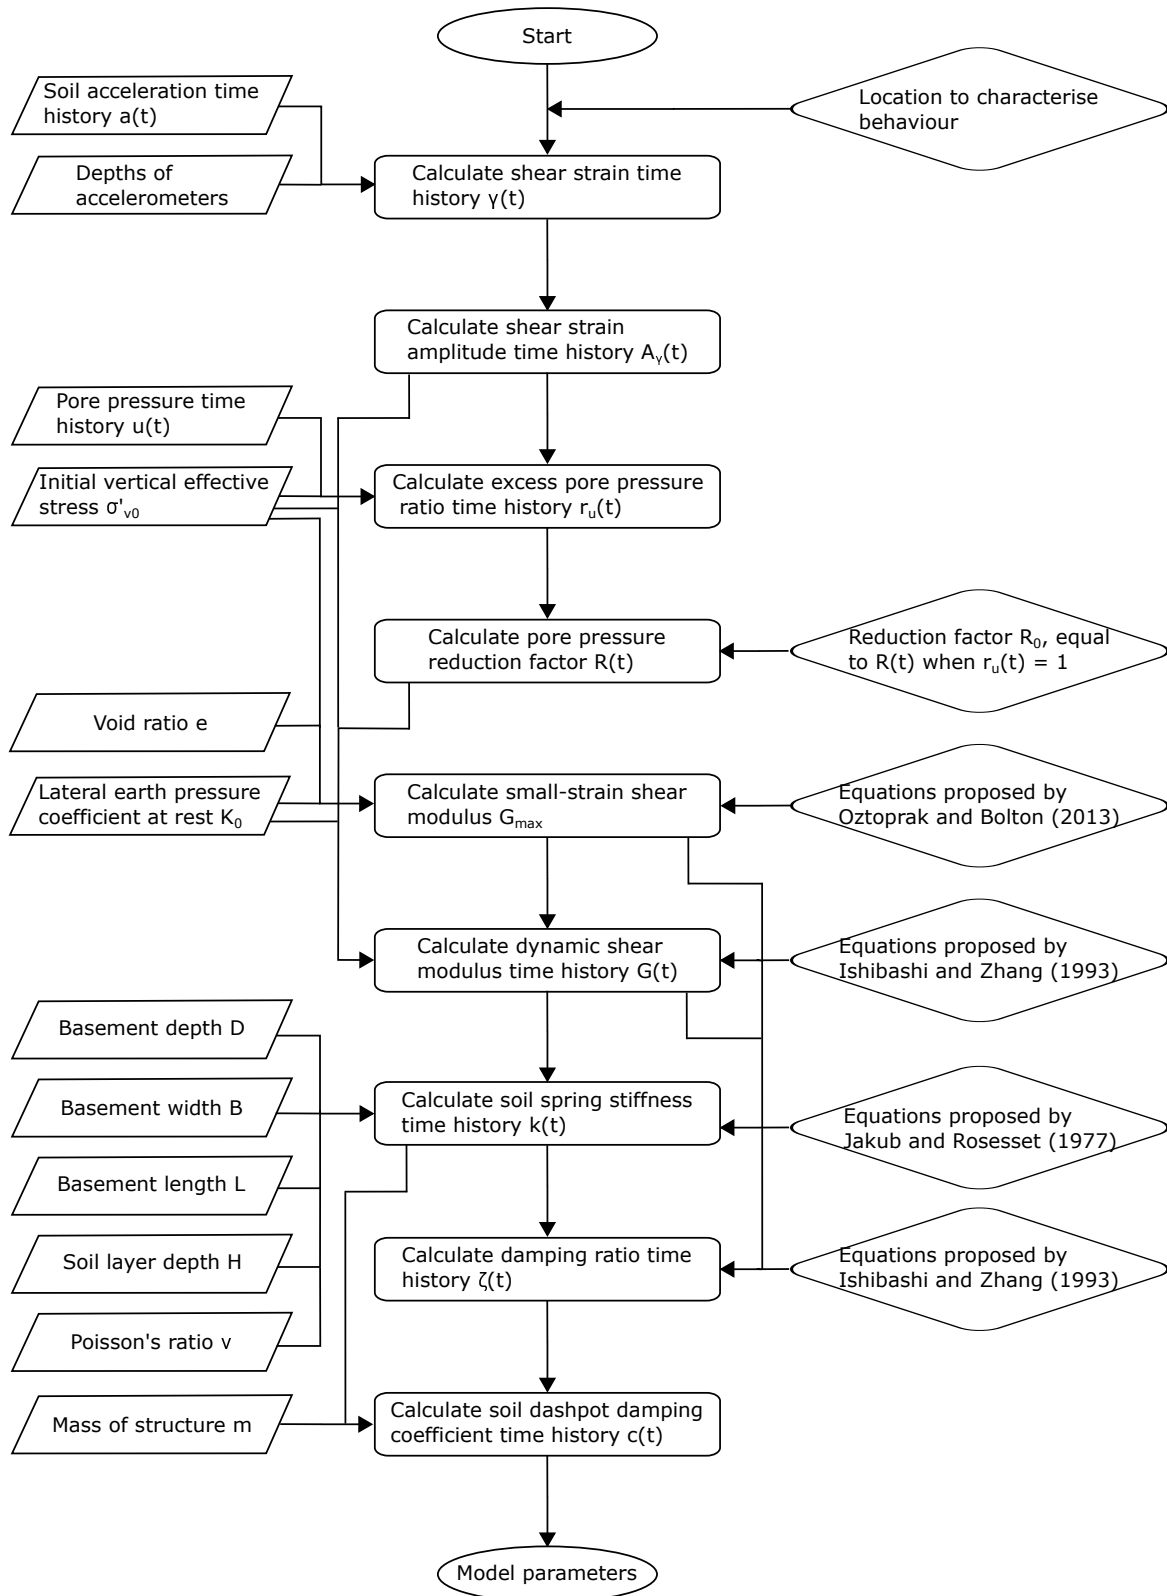 Start
Soil acceleration time
history a(t)
Location to characterise
behaviour
Depths of
accelerometers
Calculate shear strain time
history γ(t)
Calculate shear strain
amplitude time history Aᵧ(t)
Pore pressure time
history u(t)
Initial vertical effective
stress σ'v0
Calculate excess pore pressure
ratio time history rᵤ(t)
Calculate pore pressure
reduction factor R(t)
Reduction factor R₀, equal
to R(t) when rᵤ(t) = 1
Void ratio e
Lateral earth pressure
coefficient at rest K₀
Calculate small-strain shear
modulus Gmax
Equations proposed by
Oztoprak and Bolton (2013)
Calculate dynamic shear
modulus time history G(t)
Equations proposed by
Ishibashi and Zhang (1993)
Basement depth D
Basement width B
Calculate soil spring stiffness
time history k(t)
Equations proposed by
Jakub and Rosesset (1977)
Basement length L
Soil layer depth H
Calculate damping ratio time
history ζ(t)
Equations proposed by
Ishibashi and Zhang (1993)
Poisson's ratio ν
Mass of structure m
Calculate soil dashpot damping
coefficient time history c(t)
Model parameters